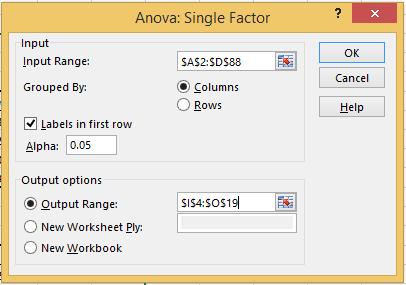 Anova: Single Factor ? ×
Input
Input Range: $A$2:$D$88 OK
Grouped By: Columns Cancel
Rows
Labels in first row Help
Alpha: 0.05
Output options
Output Range: $I$4:$O$19
New Worksheet Ply:
New Workbook